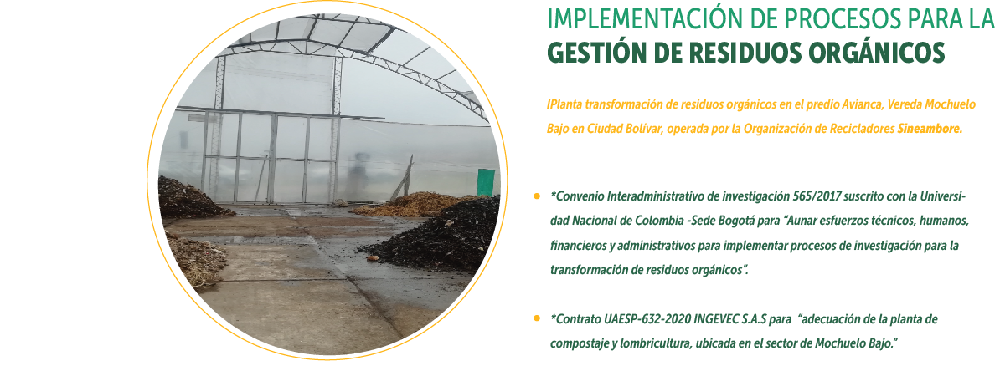 IMPLEMENTACIÓN DE PROCESOS PARA LA
GESTIÓN DE RESIDUOS ORGÁNICOS
IPlanta transformación de residuos orgánicos en el predio Avianca, Vereda Mochuelo
Bajo en Ciudad Bolívar, operada por la Organización de Recicladores Sineambore.
*Convenio Interadministrativo de investigación 565/2017 suscrito con la Universi-
dad Nacional de Colombia -Sede Bogotá para “Aunar esfuerzos técnicos, humanos,
financieros y administrativos para implementar procesos de investigación para la
transformación de residuos orgánicos”.
*Contrato UAESP-632-2020 INGEVEC S.A.S para “adecuación de la planta de
compostaje y lombricultura, ubicada en el sector de Mochuelo Bajo.”